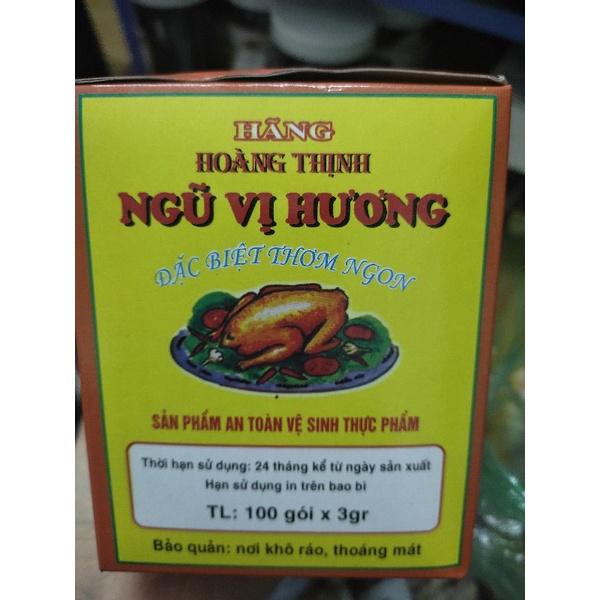 HÃNG
HOÀNG THỊNH
NGŨ VỊ HƯƠNG
ĐẶC BIỆT THƠM NGON
SẢN PHẨM AN TOÀN VỆ SINH THỰC PHẨM
Thời hạn sử dụng: 24 tháng kể từ ngày sản xuất
Hạn sử dụng in trên bao bì
TL: 100 gói x 3gr
Bảo quản: nơi khô ráo, thoáng mát